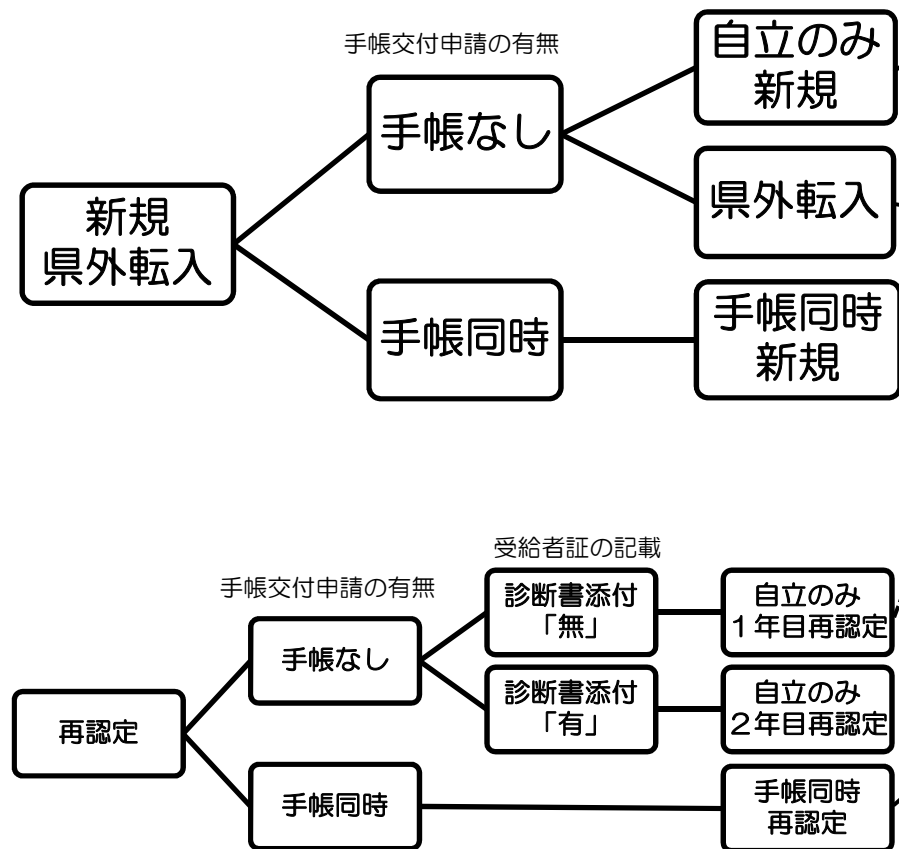 手帳交付申請の有無
自立のみ
新規
手帳なし
県外転入
新規
県外転入
手帳同時
手帳同時
新規
受給者証の記載
手帳交付申請の有無
診断書添付
「無」
自立のみ
１年目再認定
手帳なし
診断書添付
「有」
自立のみ
２年目再認定
再認定
手帳同時
手帳同時
再認定